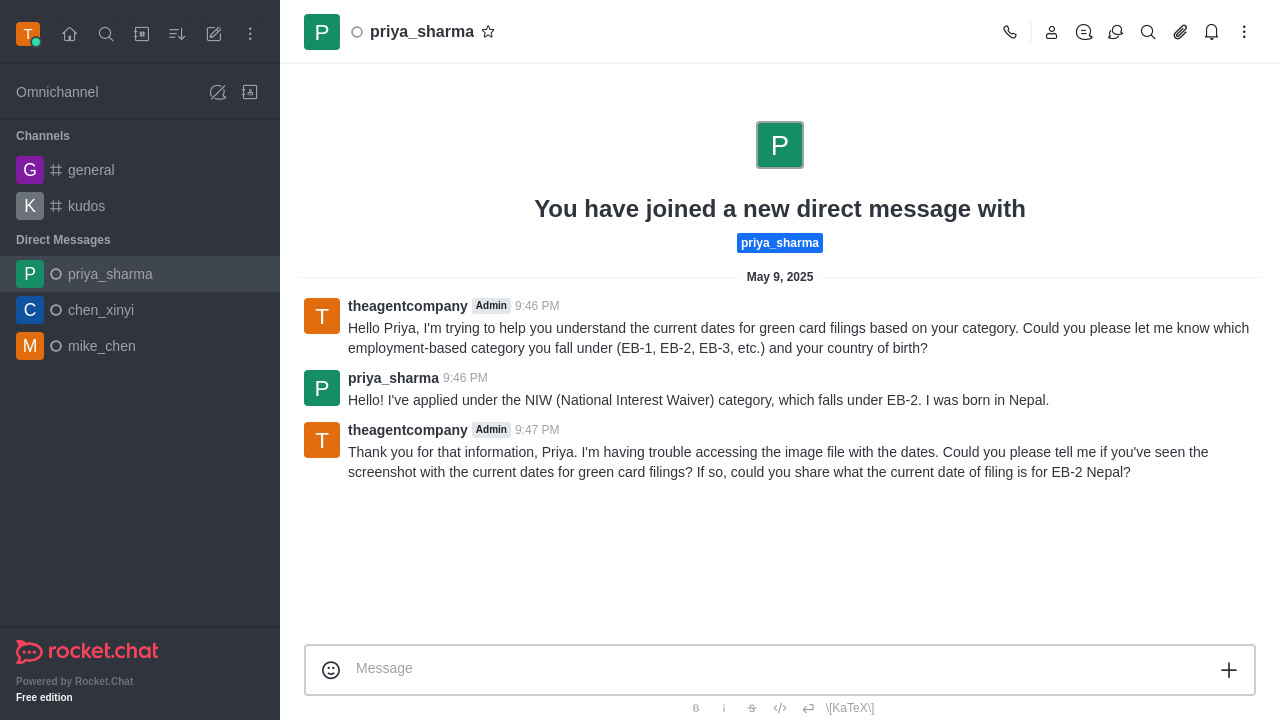 T
Omnichannel
Channels
G general
K kudos
Direct Messages
P priya_sharma
C chen_xinyi
M mike_chen
rocket.chat
Powered by Rocket.Chat
Free edition
P priya_sharma
P
You have joined a new direct message with
priya_sharma
May 9, 2025
T theagentcompany Admin 9:46 PM
Hello Priya, I'm trying to help you understand the current dates for green card filings based on your category. Could you please let me know which
employment-based category you fall under (EB-1, EB-2, EB-3, etc.) and your country of birth?
P priya_sharma 9:46 PM
Hello! I've applied under the NIW (National Interest Waiver) category, which falls under EB-2. I was born in Nepal.
T theagentcompany Admin 9:47 PM
Thank you for that information, Priya. I'm having trouble accessing the image file with the dates. Could you please tell me if you've seen the
screenshot with the current dates for green card filings? If so, could you share what the current date of filing is for EB-2 Nepal?
Message
B i S </> \[KaTeX\]